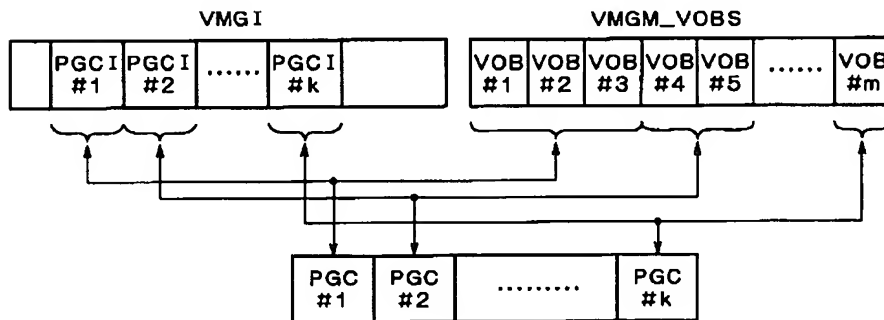 VMGI
VMGM_VOBS
PGCI #1
PGCI #2
......
PGCI #k
VOB #1
VOB #2
VOB #3
VOB #4
VOB #5
......
VOB #m
PGC #1
PGC #2
.........
PGC #k